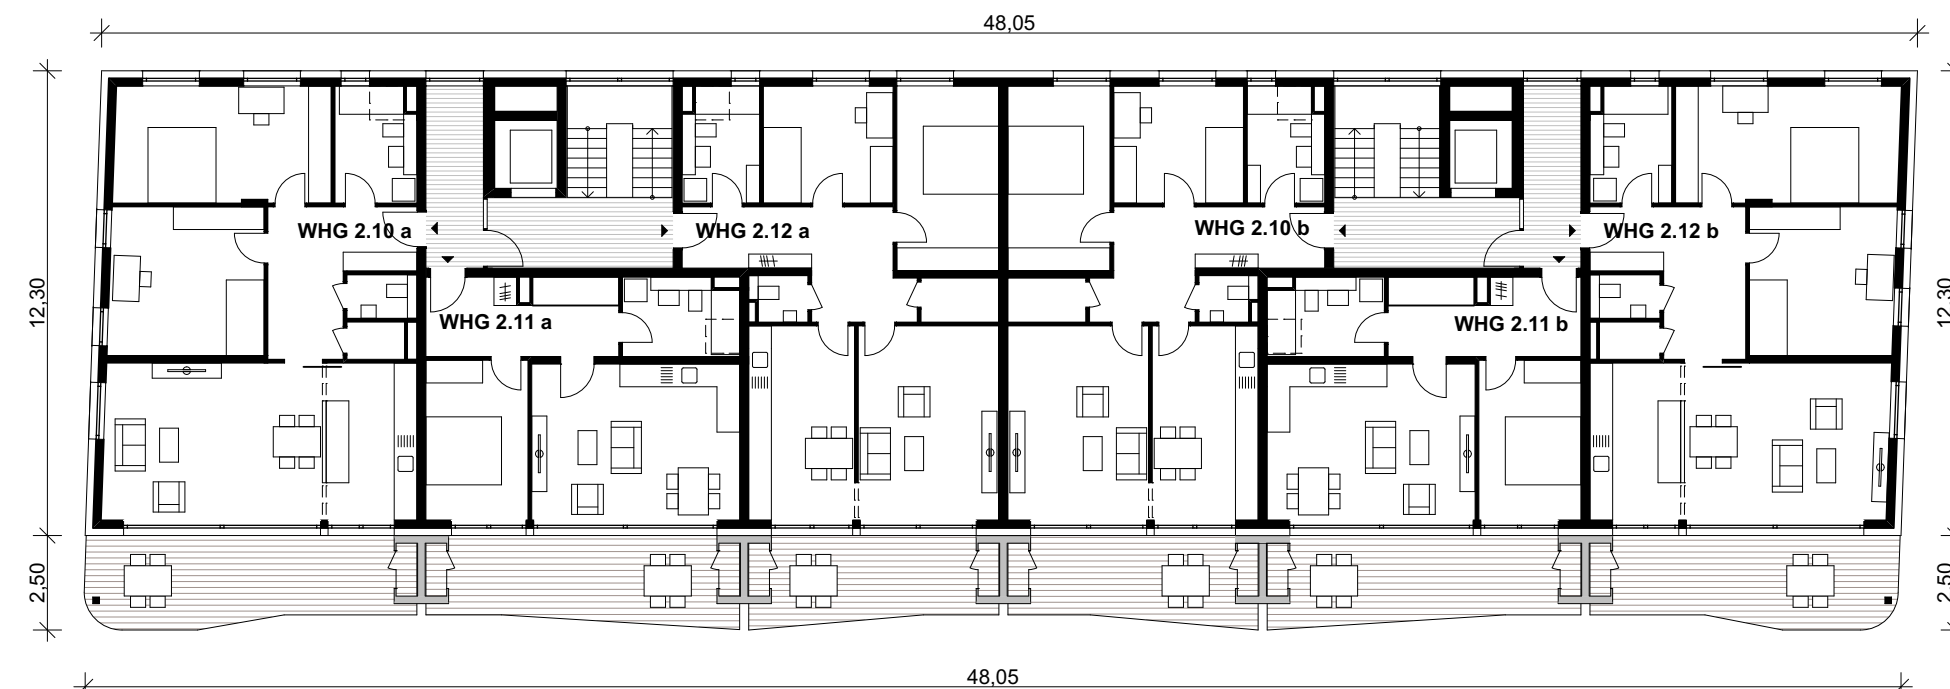 48,05
WHG 2.10 a
WHG 2.12 a
WHG 2.10 b
WHG 2.12 b
12,30
12,30
WHG 2.11 a
WHG 2.11 b
2,50
2,50
48,05